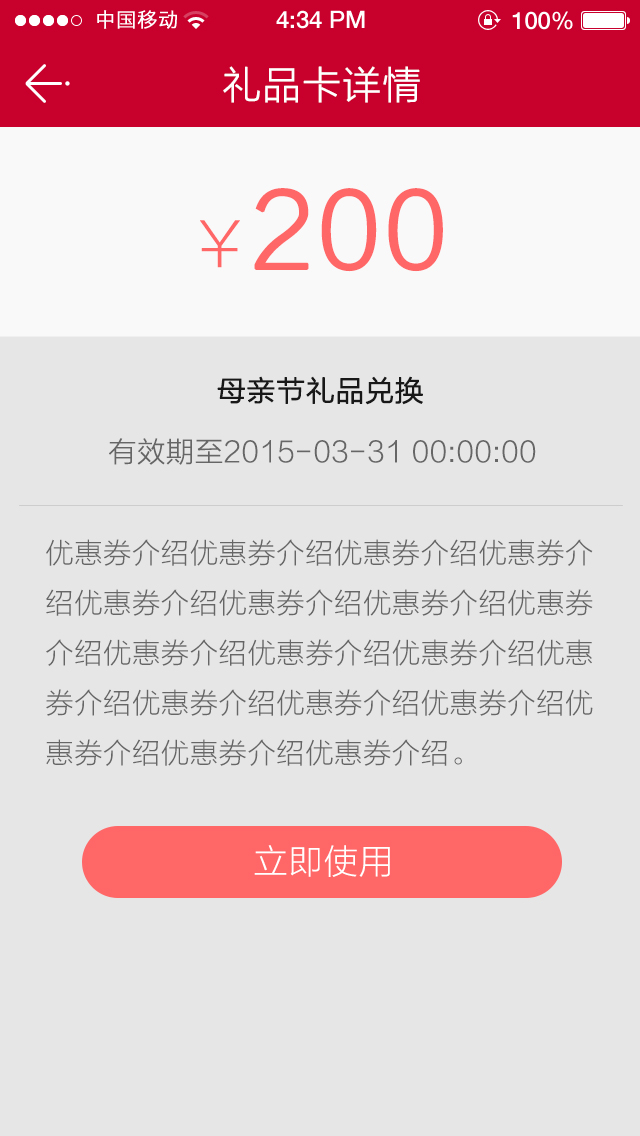 中国移动 4:34 PM 100%
礼品卡详情
¥200
母亲节礼品兑换
有效期至2015-03-31 00:00:00
优惠券介绍优惠券介绍优惠券介绍优惠券介
绍优惠券介绍优惠券介绍优惠券介绍优惠券
介绍优惠券介绍优惠券介绍优惠券介绍优惠
券介绍优惠券介绍优惠券介绍优惠券介绍优
惠券介绍优惠券介绍优惠券介绍。
立即使用